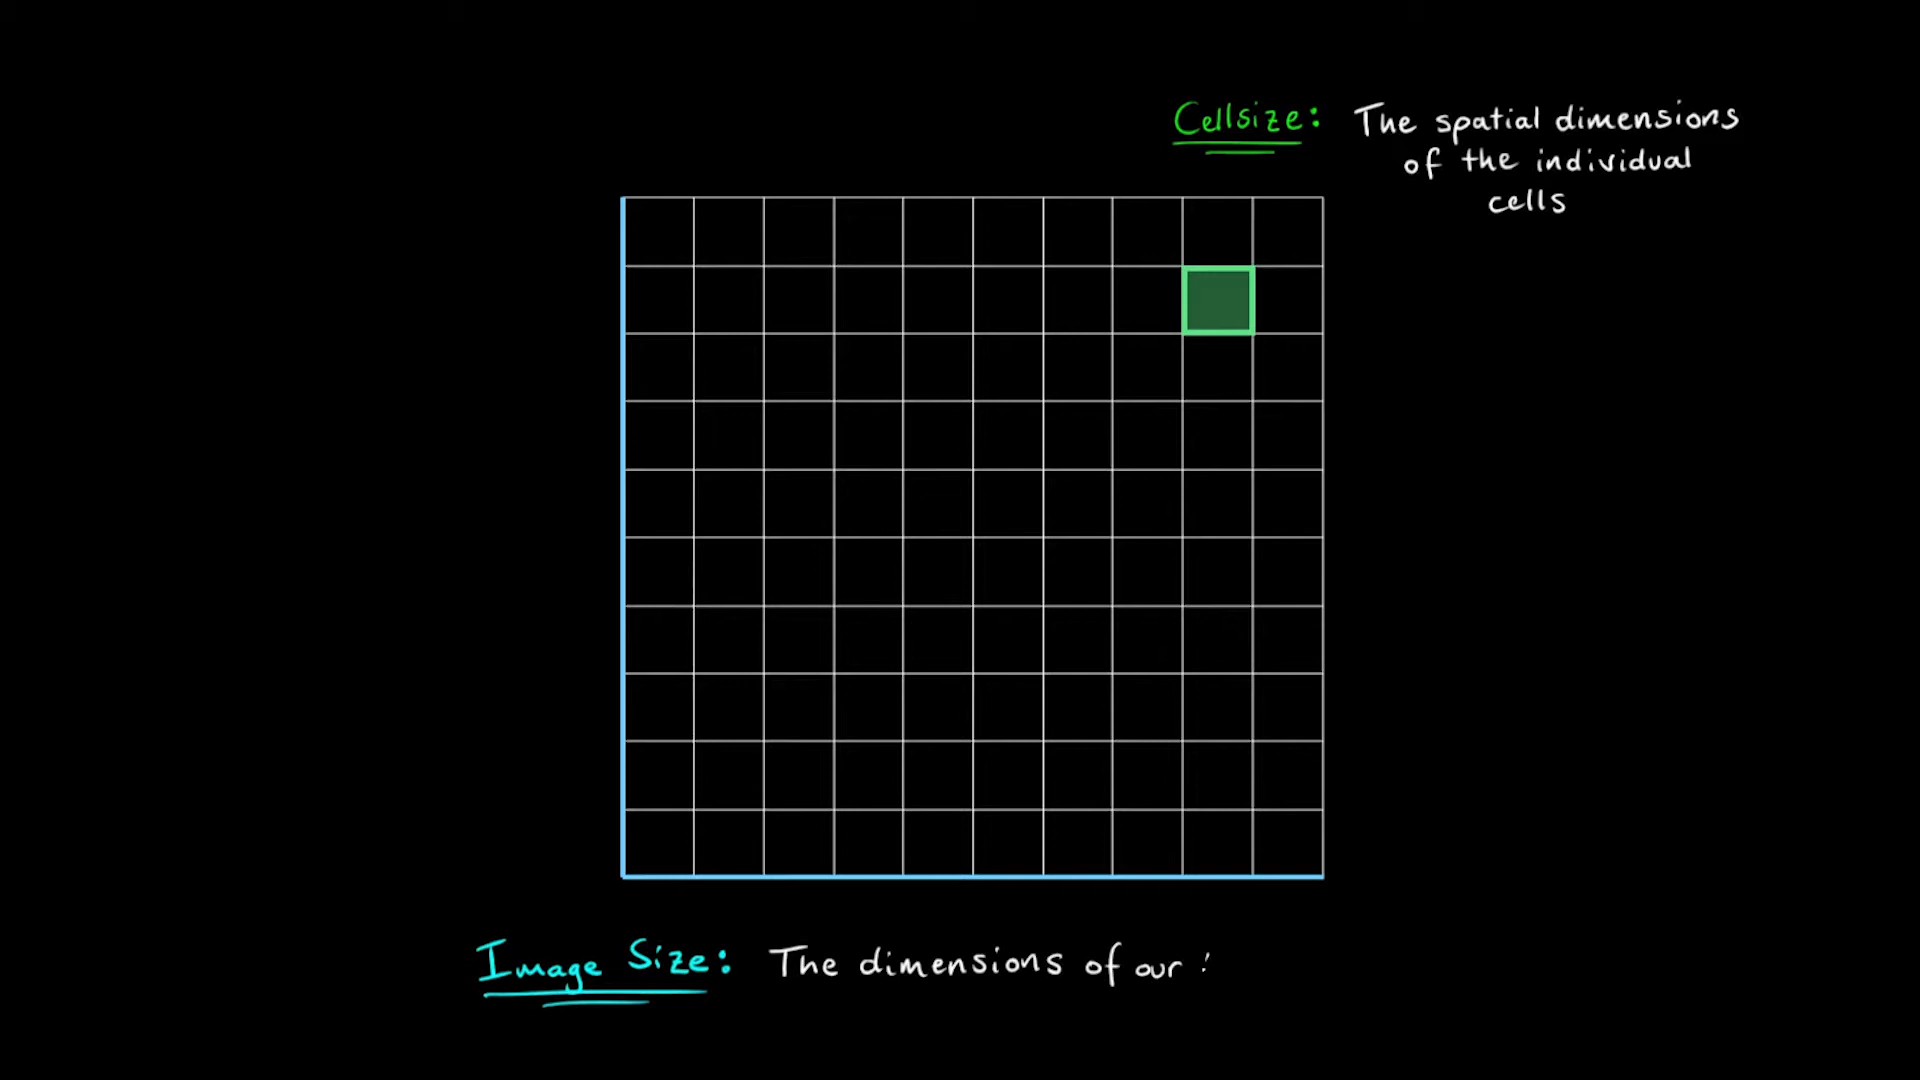 Cellsize: The spatial dimensions
of the individual
cells
Image Size: The dimensions of our